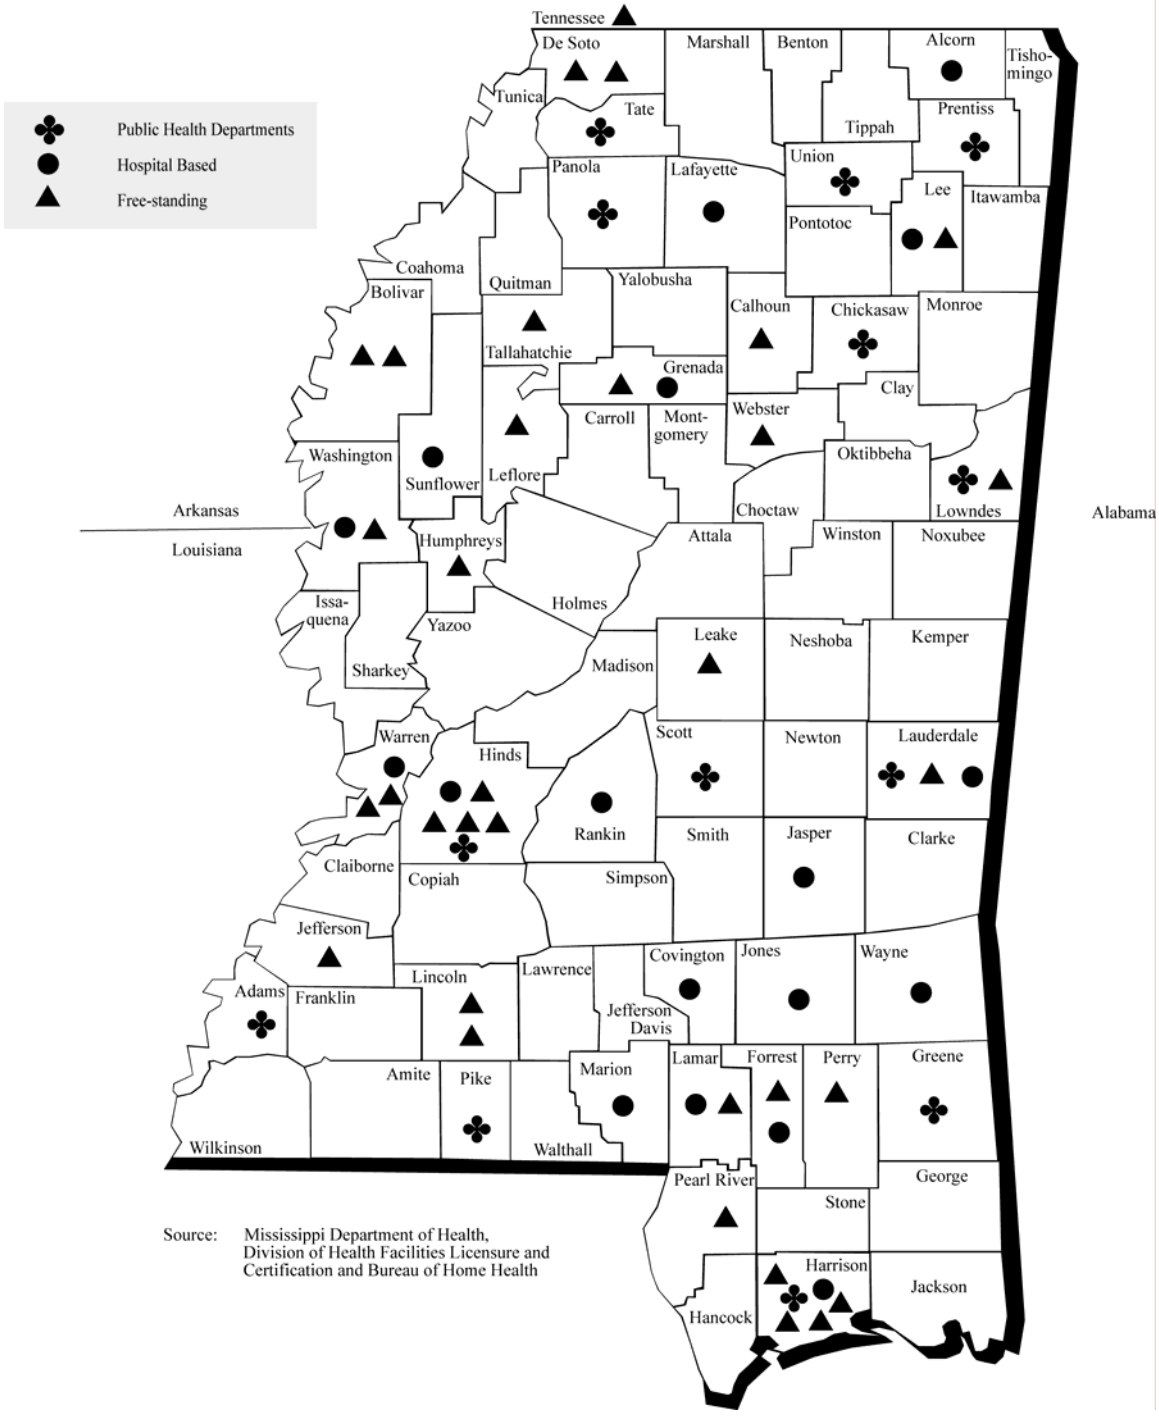 Tennessee
De Soto
Marshall
Benton
Alcorn
Tisho-
mingo
Tunica
Tate
Tippah
Prentiss
Public Health Departments
Hospital Based
Free-standing
Panola
Lafayette
Union
Lee
Itawamba
Pontotoc
Coahoma
Quitman
Yalobusha
Bolivar
Calhoun
Chickasaw
Monroe
Tallahatchie
Grenada
Clay
Carroll
Mont-
gomery
Webster
Washington
Sunflower
Leflore
Oktibbeha
Choctaw
Lowndes
Arkansas
Louisiana
Alabama
Humphreys
Attala
Winston
Noxubee
Issa-
quena
Yazoo
Holmes
Sharkey
Madison
Leake
Neshoba
Kemper
Warren
Hinds
Scott
Newton
Lauderdale
Rankin
Smith
Jasper
Clarke
Claiborne
Copiah
Simpson
Jefferson
Lincoln
Lawrence
Covington
Jones
Wayne
Adams
Franklin
Jefferson
Davis
Amite
Pike
Marion
Lamar
Forrest
Perry
Greene
Wilkinson
Walthall
Pearl River
Stone
George
Source: Mississippi Department of Health,
Division of Health Facilities Licensure and
Certification and Bureau of Home Health
Harrison
Hancock
Jackson